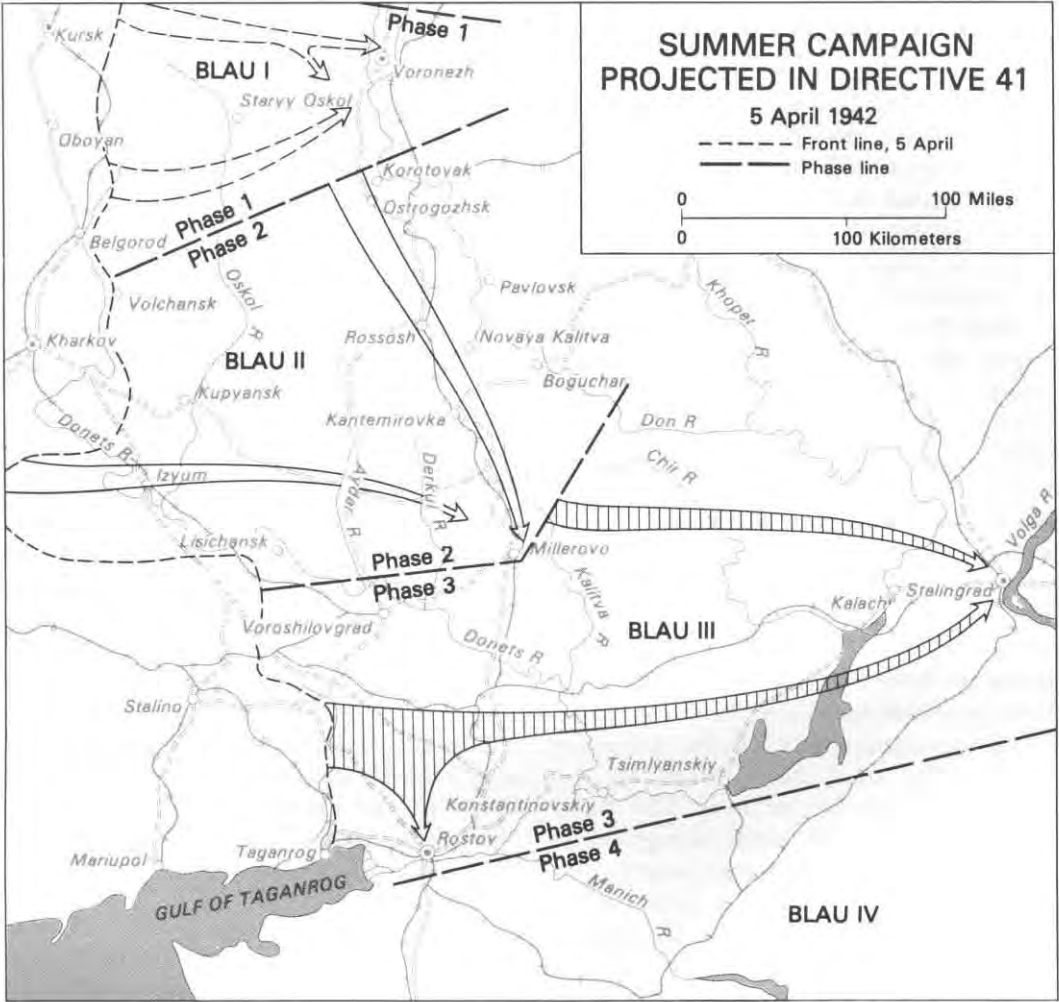 SUMMER CAMPAIGN
PROJECTED IN DIRECTIVE 41
5 April 1942
Front line, 5 April
Phase line
0 100 Miles
0 100 Kilometers
Phase 1
Kursk
BLAU I
Voronezh
Staryy Oskol
Oboyan
Korotoyak
Ostrogozhsk
Phase 1
Phase 2
Belgorod
Oskol R
Volchansk
Pavlovsk
Khoper R
Kharkov
Rossosh
Novaya Kalitva
BLAU II
Boguchar
Kupyansk
Kantemirovka
Don R
Donets R
Derkul R
Chir R
Izyum
Aydar R
Volga R
Lisichansk
Phase 2
Phase 3
Millerovo
Kalitva R
Stalingrad
Kalach
Voroshilovgrad
BLAU III
Donets R
Stalino
Tsimlyanskiy
Konstantinovskiy
Phase 3
Phase 4
Rostov
Mariupol
Taganrog
GULF OF TAGANROG
Manich R
BLAU IV